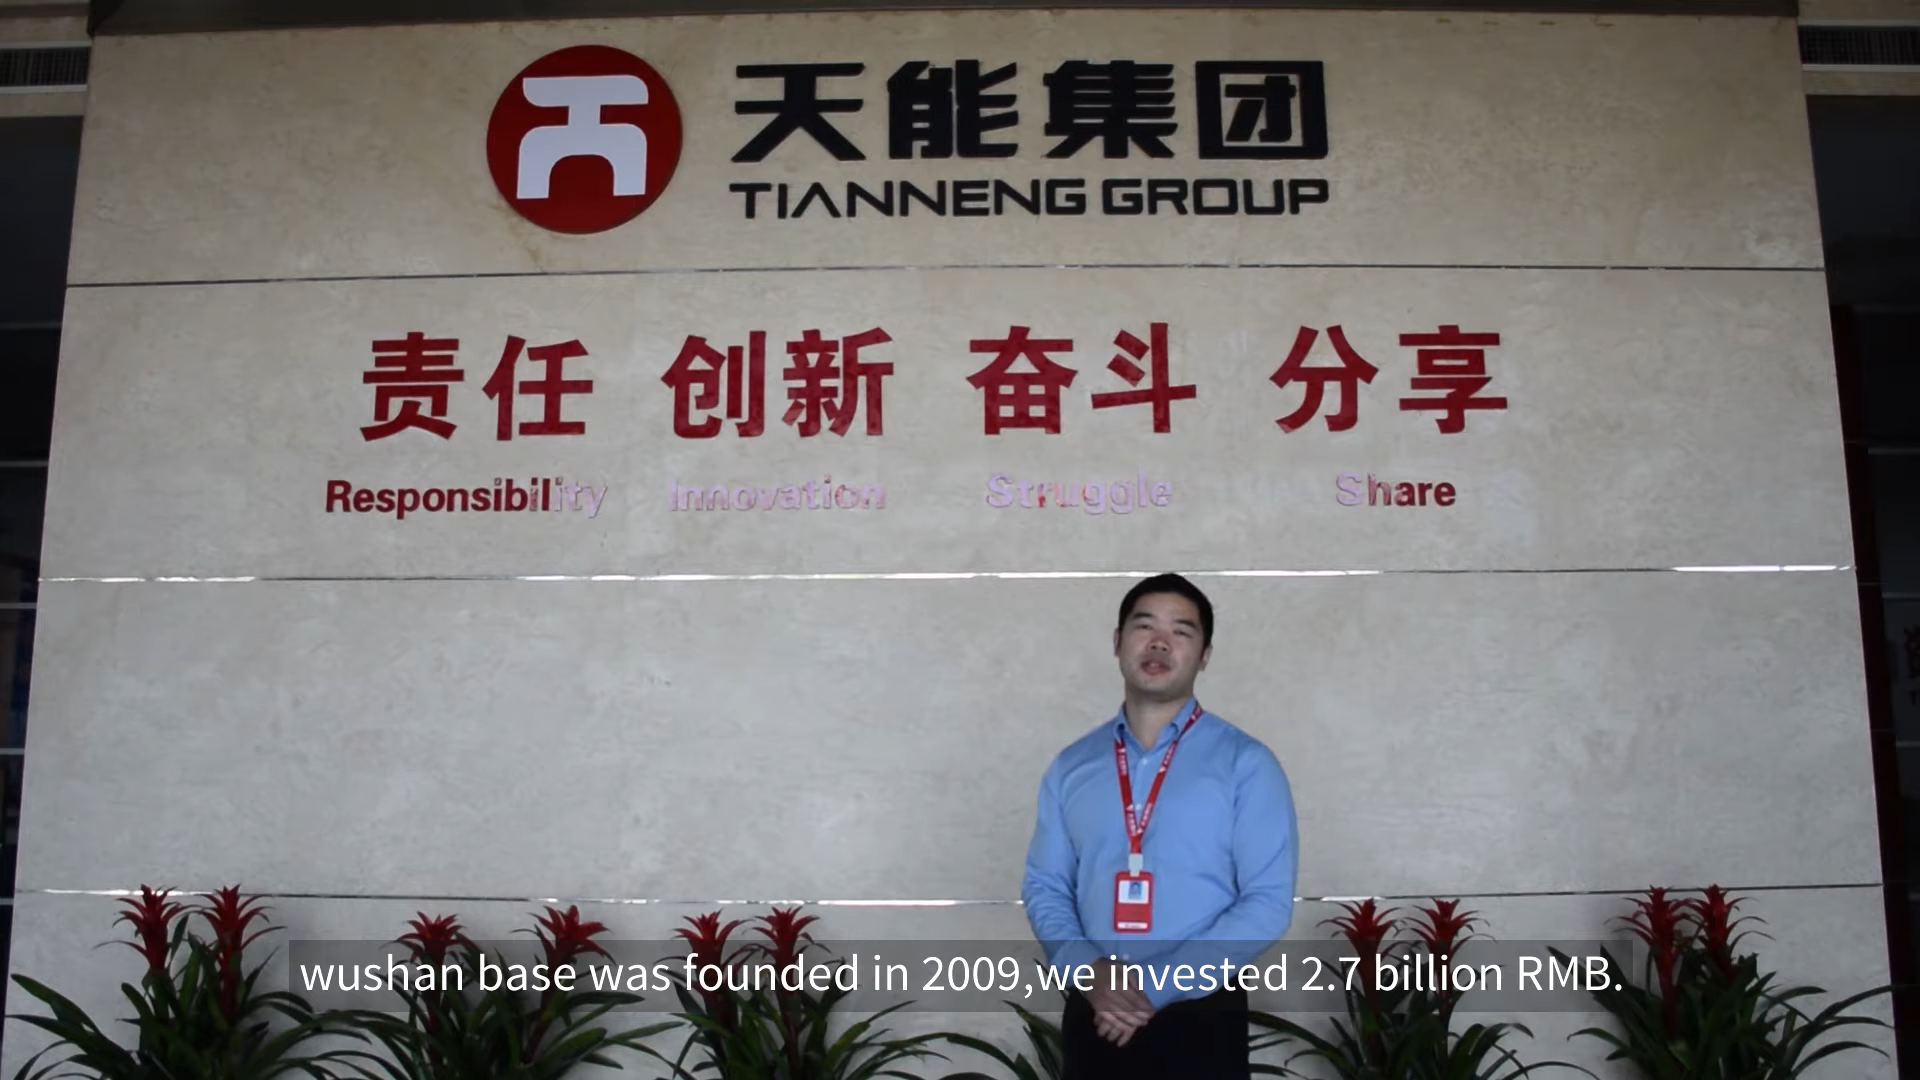 天能集团
TIANNENG GROUP
责任 创新 奋斗 分享
Responsibility Innovation Struggle Share
wushan base was founded in 2009,we invested 2.7 billion RMB.